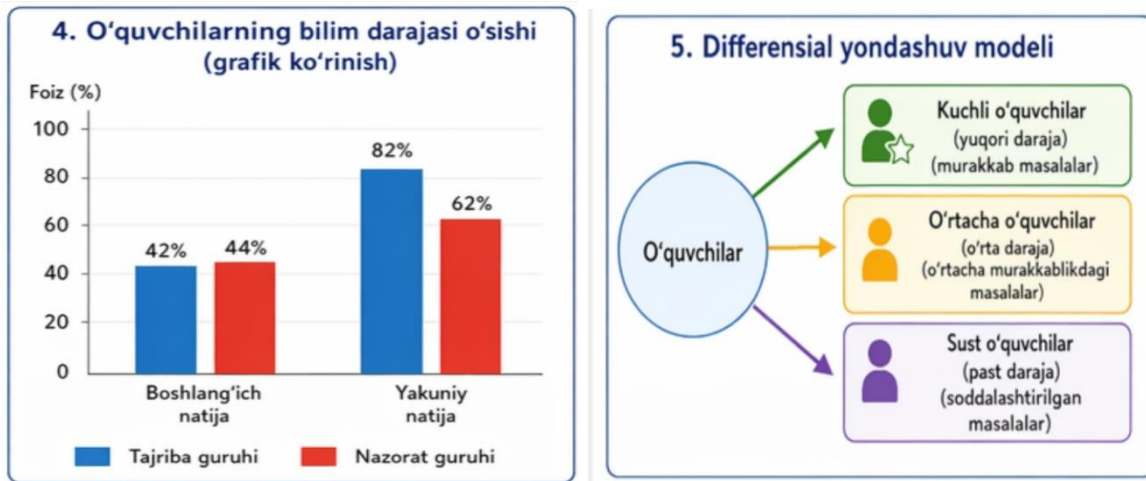 4. O‘quvchilarning bilim darajasi o‘sishi
(grafik ko‘rinish)
Foiz (%)
100
80
60
40
20
0
42%
44%
82%
62%
Boshlang‘ich
natija
Yakuniy
natija
Tajriba guruhi
Nazorat guruhi
5. Differensial yondashuv modeli
O‘quvchilar
Kuchli o‘quvchilar
(yuqori daraja)
(murakkab masalalar)
O‘rtacha o‘quvchilar
(o‘rta daraja)
(o‘rtacha murakkablikdagi
masalalar)
Sust o‘quvchilar
(past daraja)
(soddalashtirilgan
masalalar)